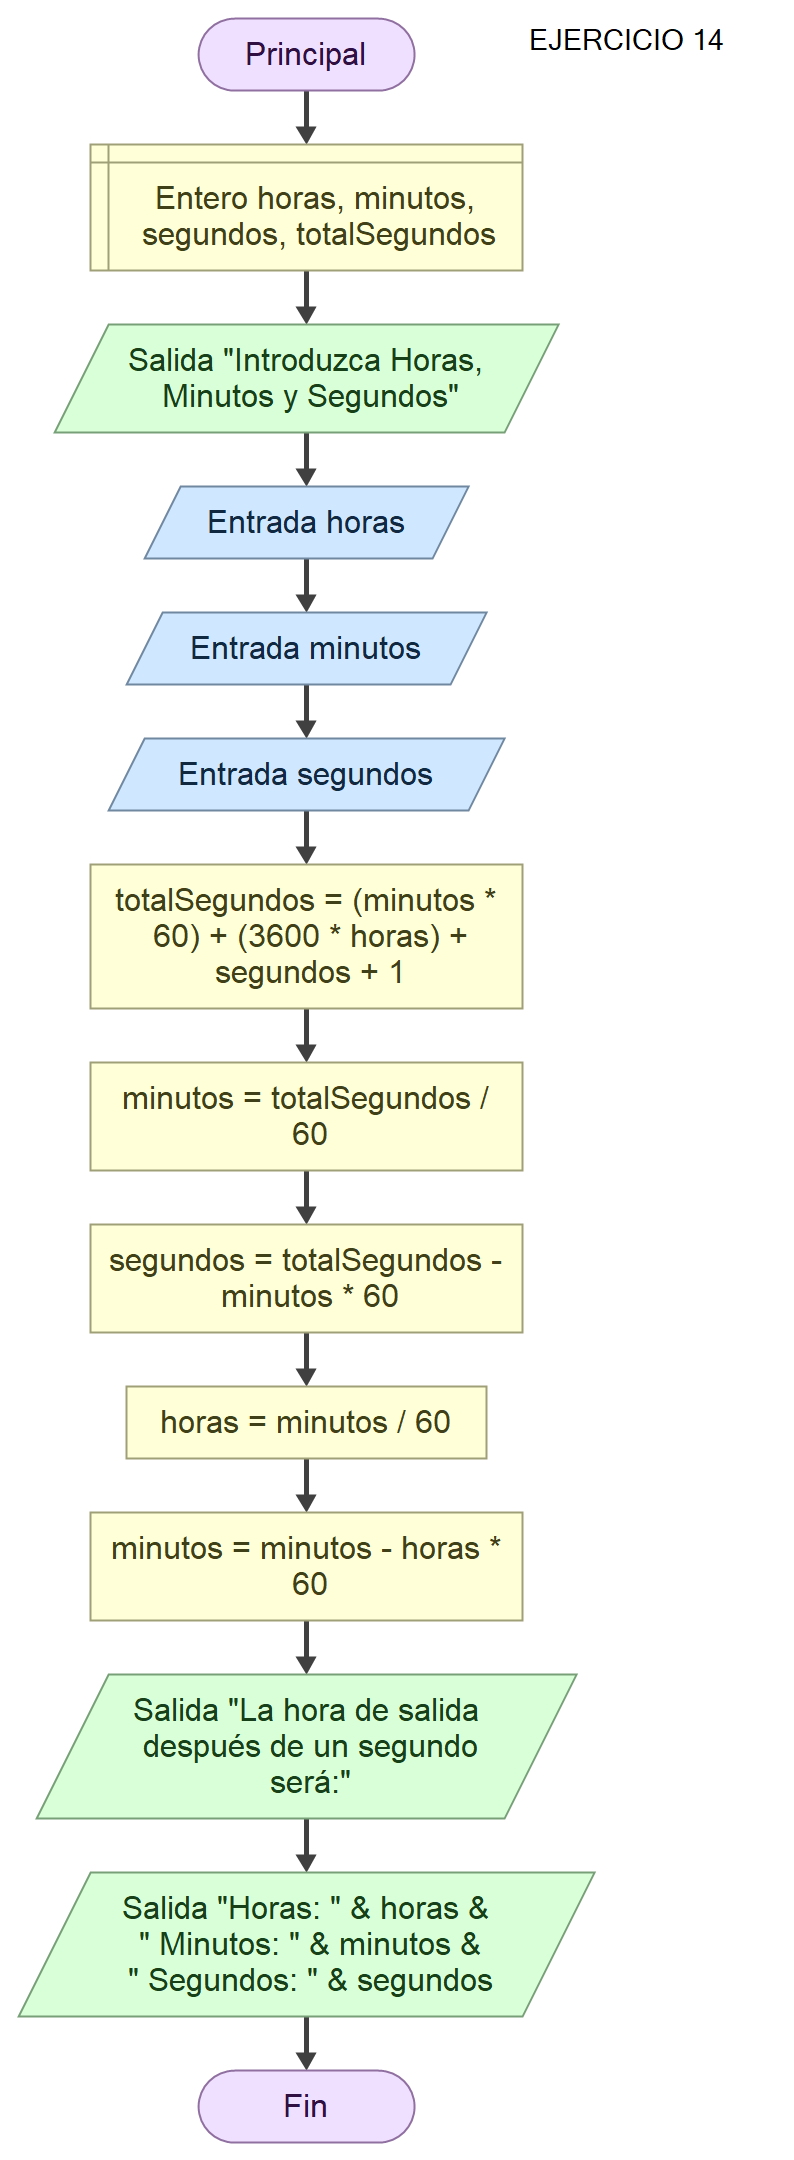 Principal
EJERCICIO 14
Entero horas, minutos,
segundos, totalSegundos
Salida "Introduzca Horas,
Minutos y Segundos"
Entrada horas
Entrada minutos
Entrada segundos
totalSegundos = (minutos *
60) + (3600 * horas) +
segundos + 1
minutos = totalSegundos /
60
segundos = totalSegundos -
minutos * 60
horas = minutos / 60
minutos = minutos - horas *
60
Salida "La hora de salida
después de un segundo
será:"
Salida "Horas: " & horas &
" Minutos: " & minutos &
" Segundos: " & segundos
Fin